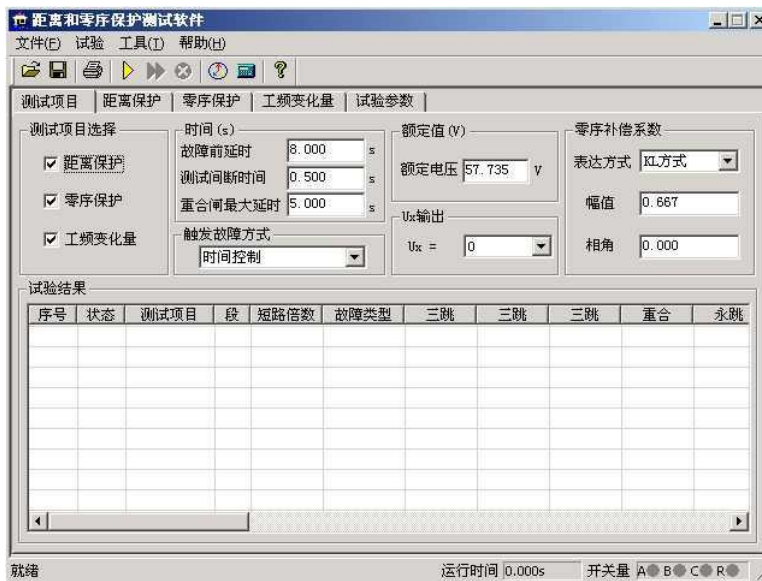 距离和零序保护测试软件
文件(F) 试验 工具(T) 帮助(H)
测试项目 距离保护 零序保护 工频变化量 试验参数
测试项目选择
距离保护
零序保护
工频变化量
时间(s)
故障前延时 8.000 s
测试间断时间 0.500 s
重合闸最大延时 5.000 s
触发故障方式
时间控制
额定值(V)
额定电压 57.735 V
Ux输出
Ux = 0
零序补偿系数
表达方式 KL方式
幅值 0.667
相角 0.000
试验结果
序号 状态 测试项目 段 短路倍数 故障类型 三跳 三跳 三跳 重合 永跳
就绪 运行时间 0.000s 开关量 A B C R